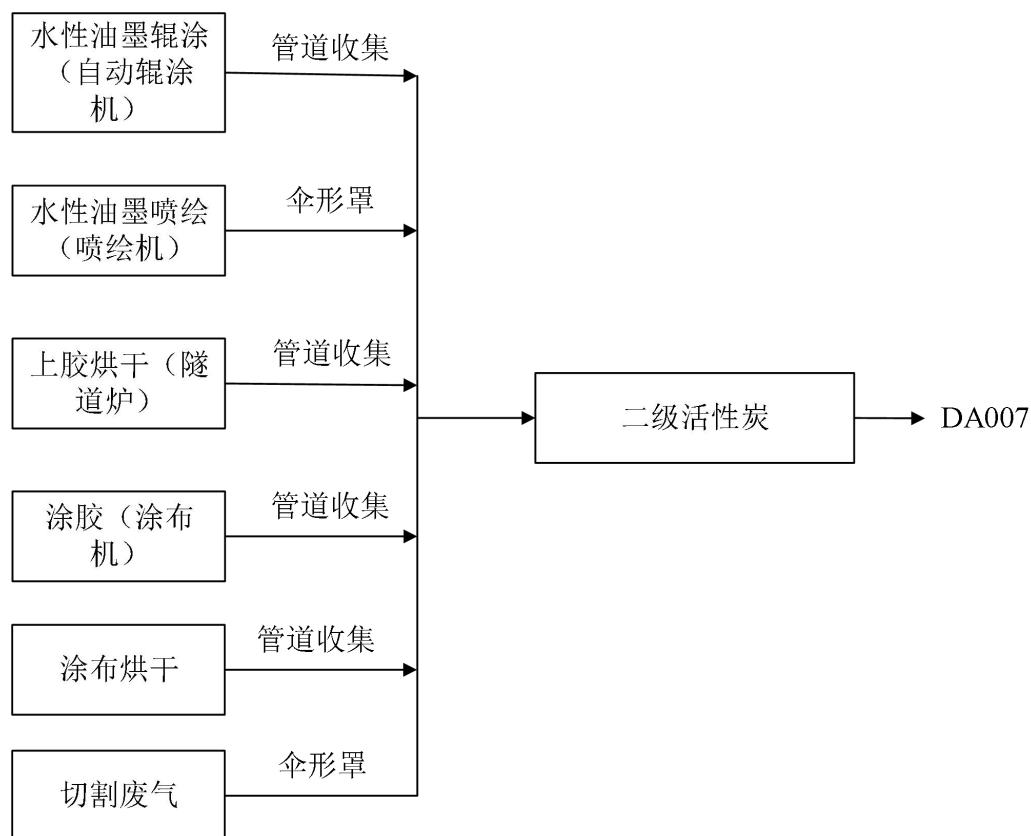 水性油墨辊涂
（自动辊涂
机）
管道收集
水性油墨喷绘
（喷绘机）
伞形罩
上胶烘干（隧
道炉）
管道收集
二级活性炭
DA007
涂胶（涂布
机）
管道收集
涂布烘干
管道收集
切割废气
伞形罩